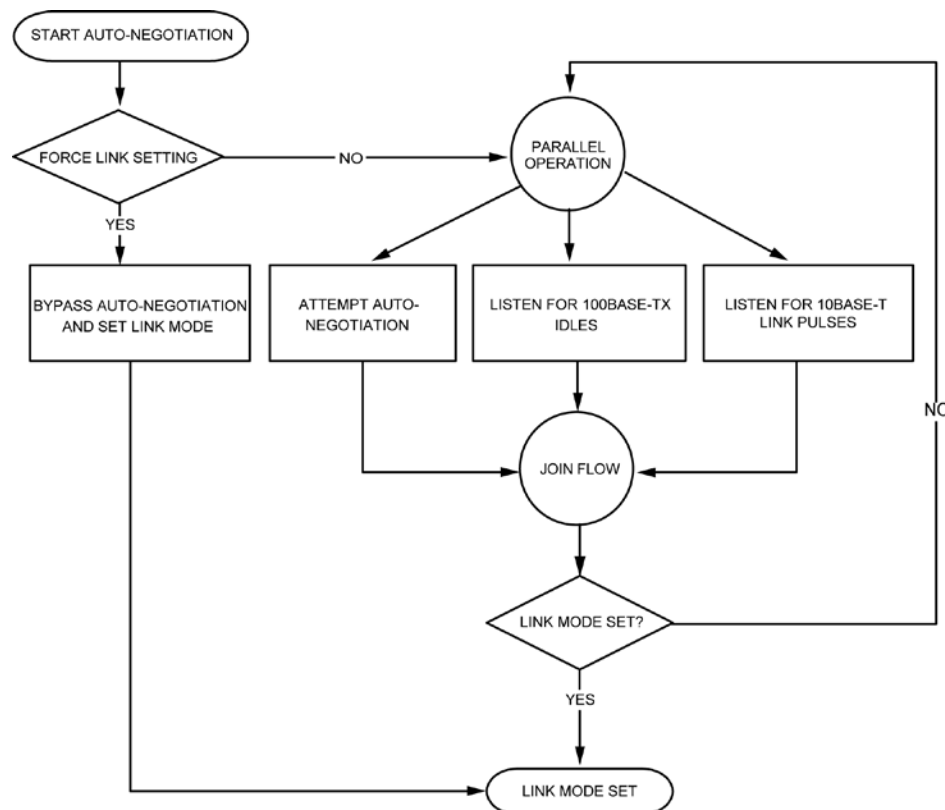 START AUTO-NEGOTIATION
FORCE LINK SETTING
NO
PARALLEL
OPERATION
YES
BYPASS AUTO-NEGOTIATION
AND SET LINK MODE
ATTEMPT AUTO-
NEGOTIATION
LISTEN FOR 100BASE-TX
IDLES
LISTEN FOR 10BASE-T
LINK PULSES
NO
JOIN FLOW
LINK MODE SET?
YES
LINK MODE SET